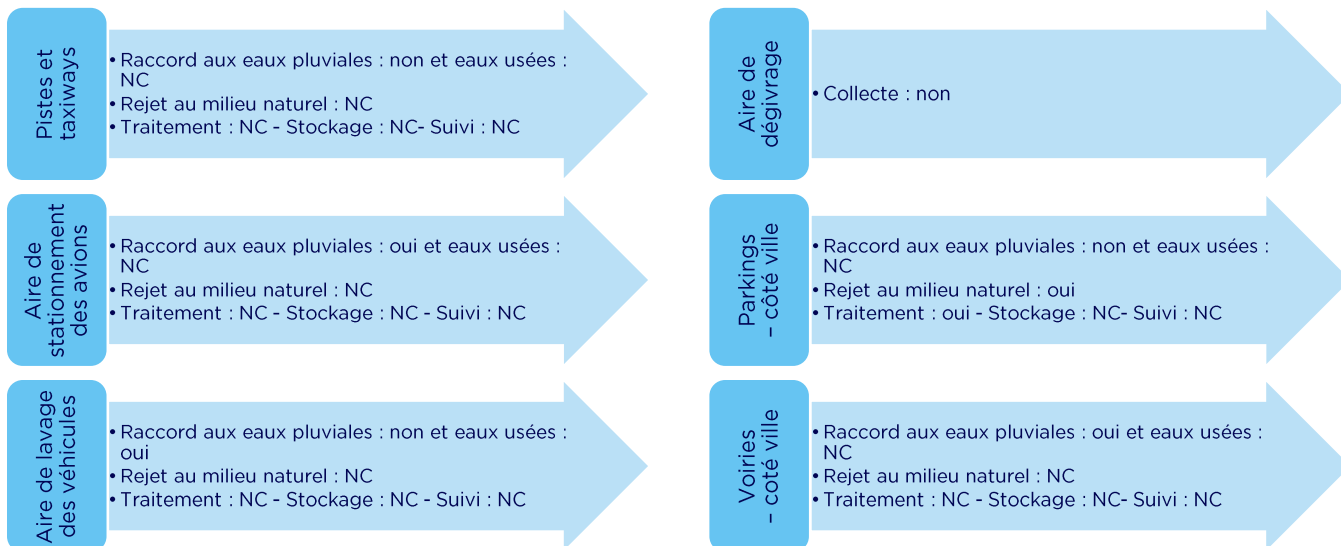 Pistes et
taxiways
• Raccord aux eaux pluviales : non et eaux usées :
NC
• Rejet au milieu naturel : NC
• Traitement : NC - Stockage : NC- Suivi : NC
Aire de
dégivrage
• Collecte : non
Aire de
stationnement
des avions
• Raccord aux eaux pluviales : oui et eaux usées :
NC
• Rejet au milieu naturel : NC
• Traitement : NC - Stockage : NC - Suivi : NC
Parkings
– côté ville
• Raccord aux eaux pluviales : non et eaux usées :
NC
• Rejet au milieu naturel : oui
• Traitement : oui - Stockage : NC- Suivi : NC
Aire de lavage
des véhicules
• Raccord aux eaux pluviales : non et eaux usées :
oui
• Rejet au milieu naturel : NC
• Traitement : NC - Stockage : NC - Suivi : NC
Voiries
– coté ville
• Raccord aux eaux pluviales : oui et eaux usées :
NC
• Rejet au milieu naturel : NC
• Traitement : NC - Stockage : NC- Suivi : NC